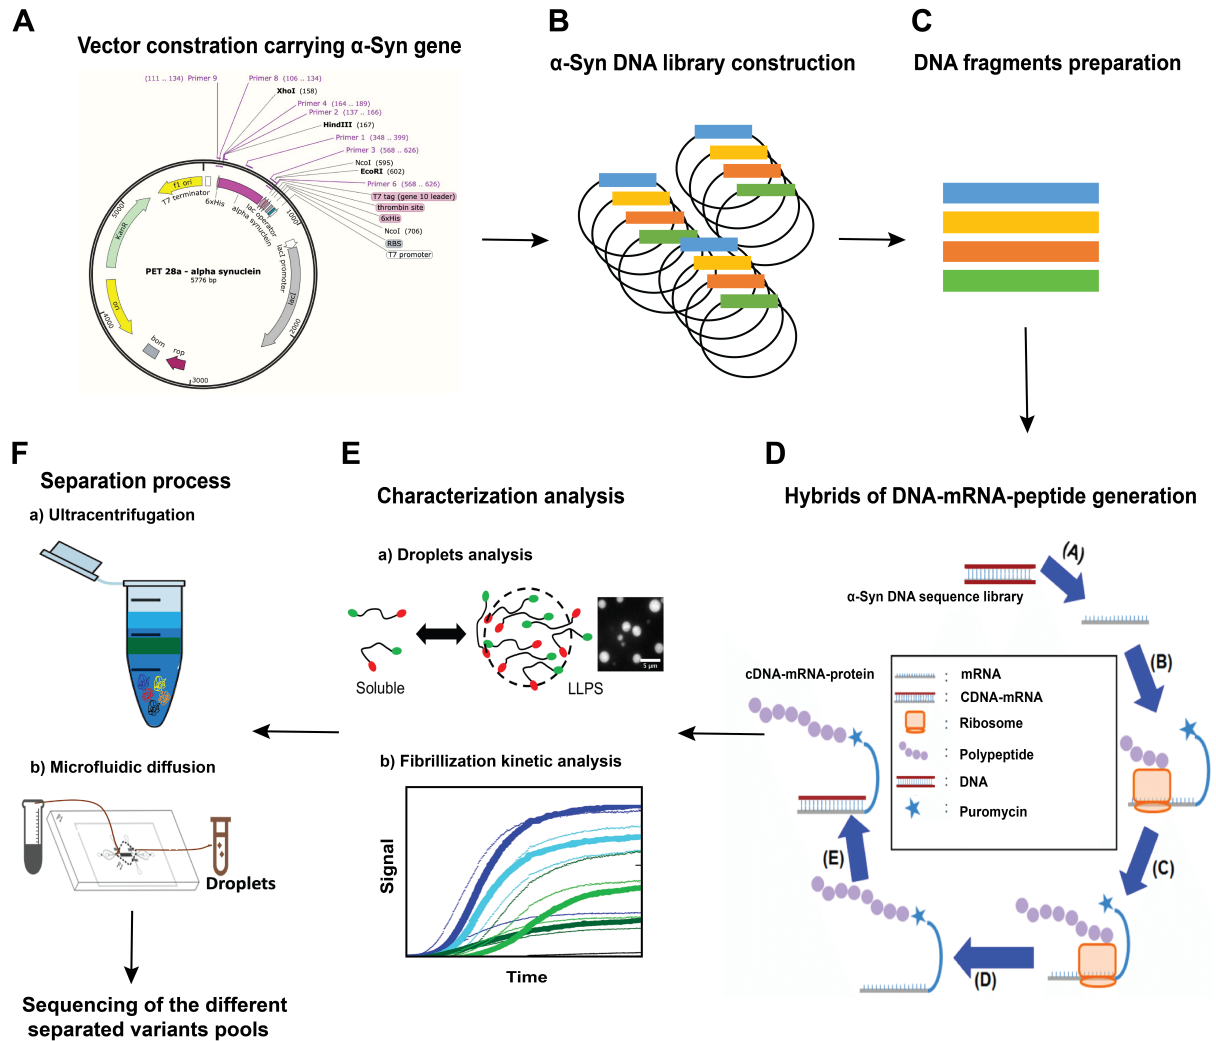 A
Vector constration carrying α-Syn gene
(111 .. 134) Primer 9
Primer 8 (106 .. 134)
XhoI (158)
Primer 4 (164 .. 189)
Primer 2 (137 .. 166)
HindIII (167)
Primer 1 (348 .. 399)
Primer 3 (568 .. 626)
NcoI (595)
EcoRI (602)
Primer 6 (568 .. 626)
T7 tag (gene 10 leader)
thrombin site
6xHis
NcoI (706)
RBS
T7 promoter
f1 ori
T7 terminator
6xHis
alpha synuclein
lac operator
1000
lacI promoter
lacI
2000
3000
rop
bom
4000
ori
KanR
5000
PET 28a - alpha synuclein
5776 bp
B
α-Syn DNA library construction
C
DNA fragments preparation
D
Hybrids of DNA-mRNA-peptide generation
(A)
α-Syn DNA sequence library
(B)
cDNA-mRNA-protein
: mRNA
: CDNA-mRNA
: Ribosome
: Polypeptide
: DNA
: Puromycin
(C)
(D)
(E)
E
Characterization analysis
a) Droplets analysis
Soluble
LLPS
5 µm
b) Fibrillization kinetic analysis
Signal
Time
F
Separation process
a) Ultracentrifugation
b) Microfluidic diffusion
P1
P1
Droplets
Sequencing of the different
separated variants pools